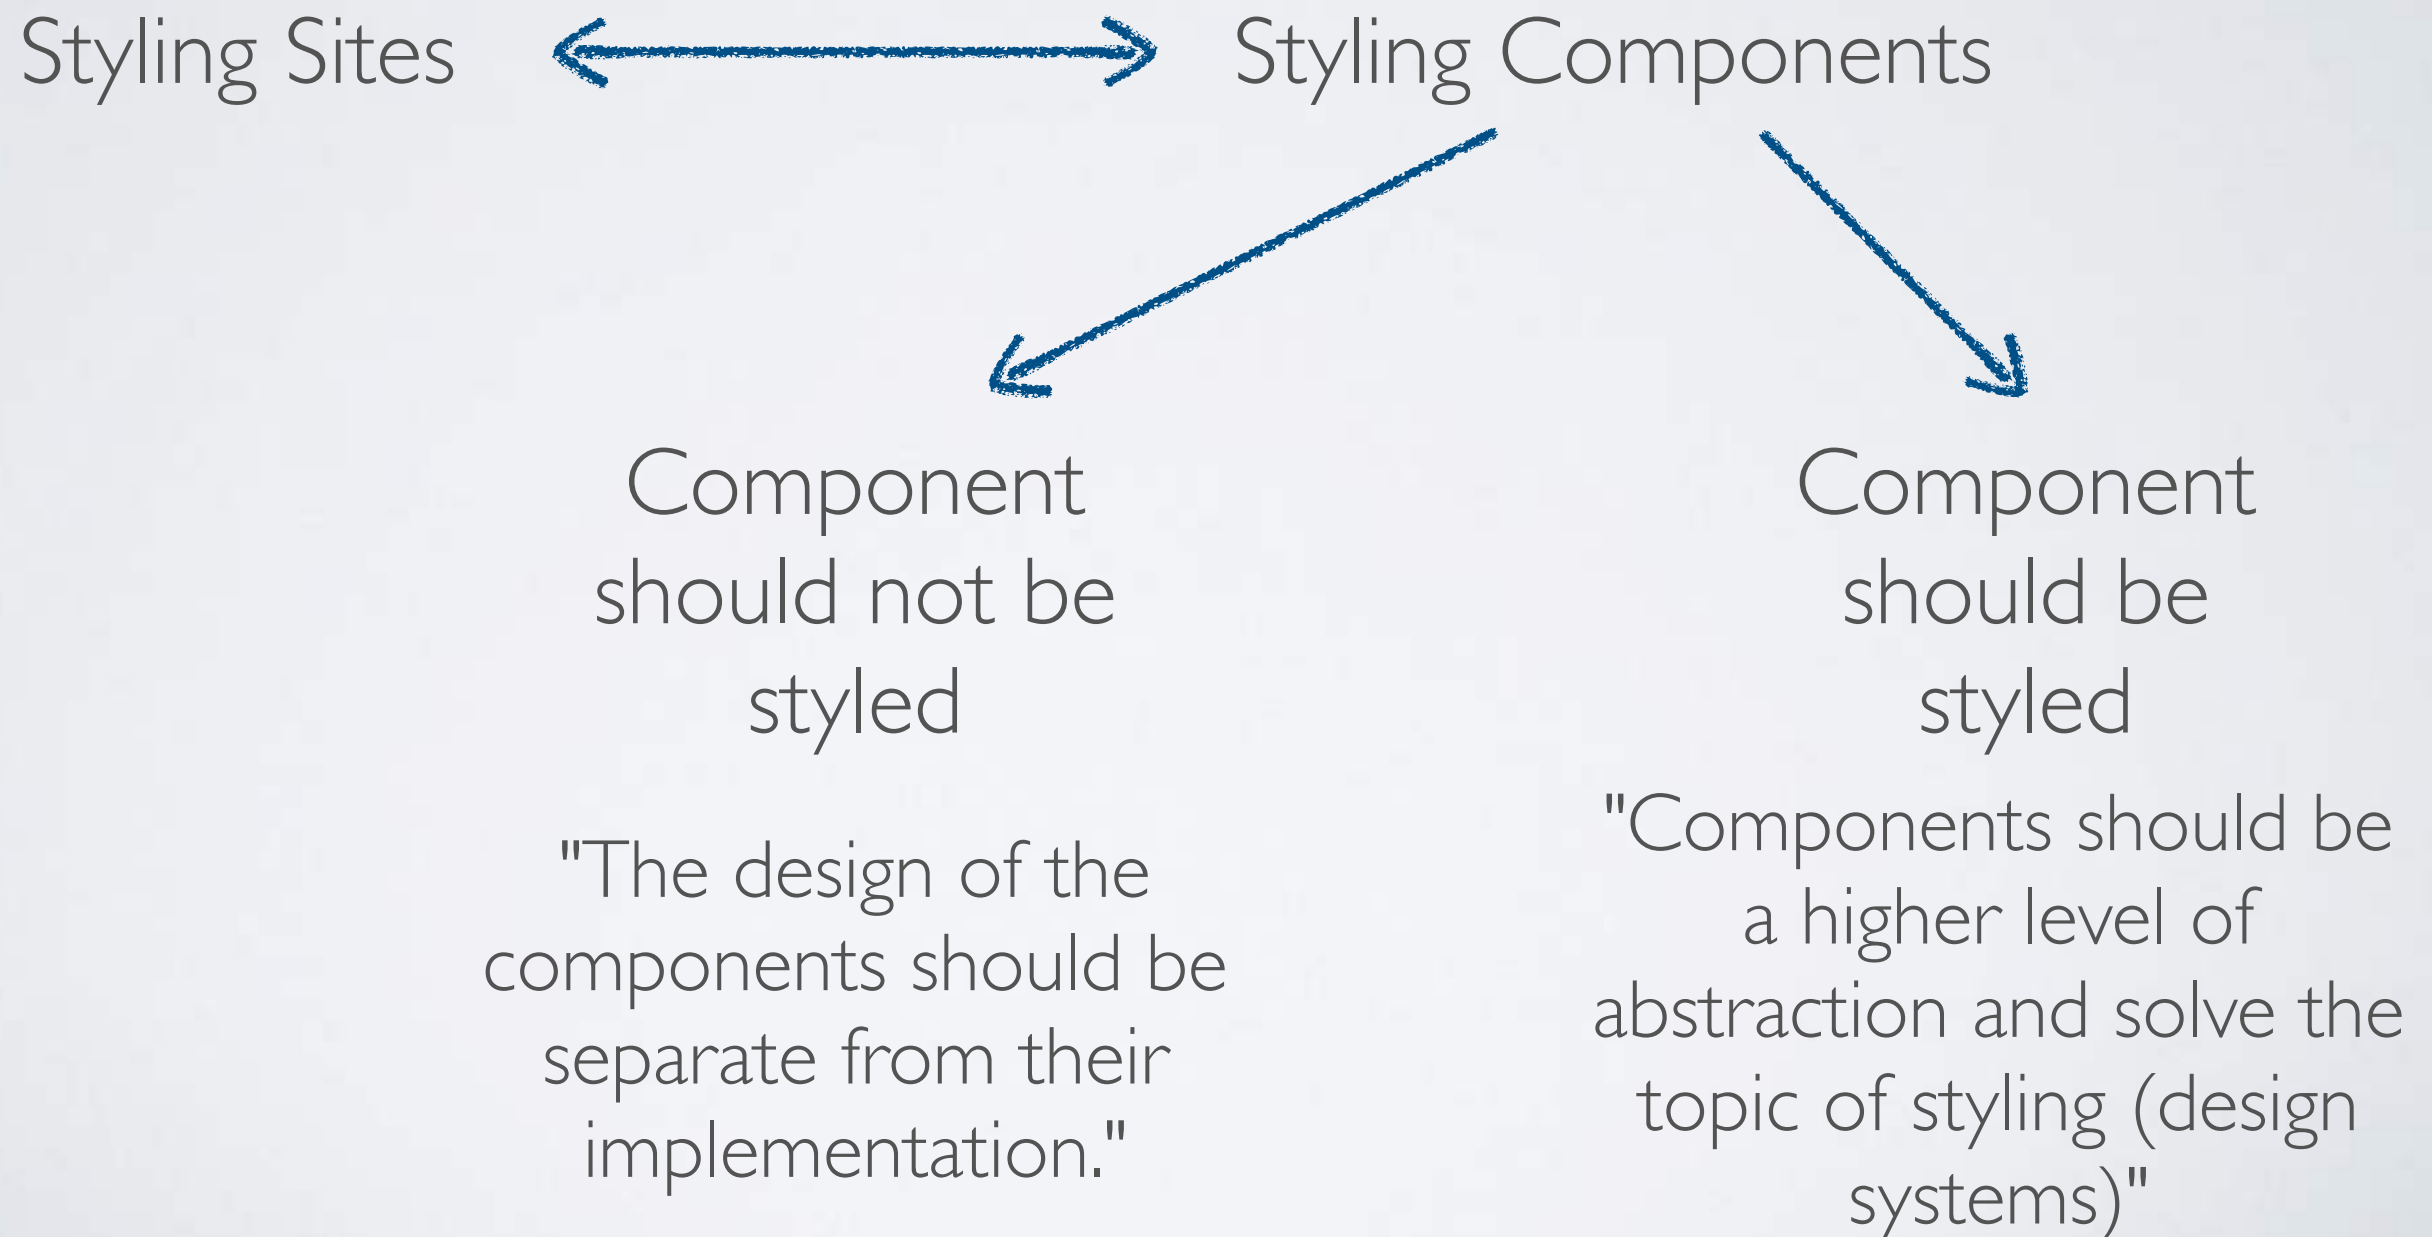 Styling Sites
Styling Components
Component
should not be
styled
"The design of the
components should be
separate from their
implementation."
Component
should be
styled
"Components should be
a higher level of
abstraction and solve the
topic of styling (design
systems)"